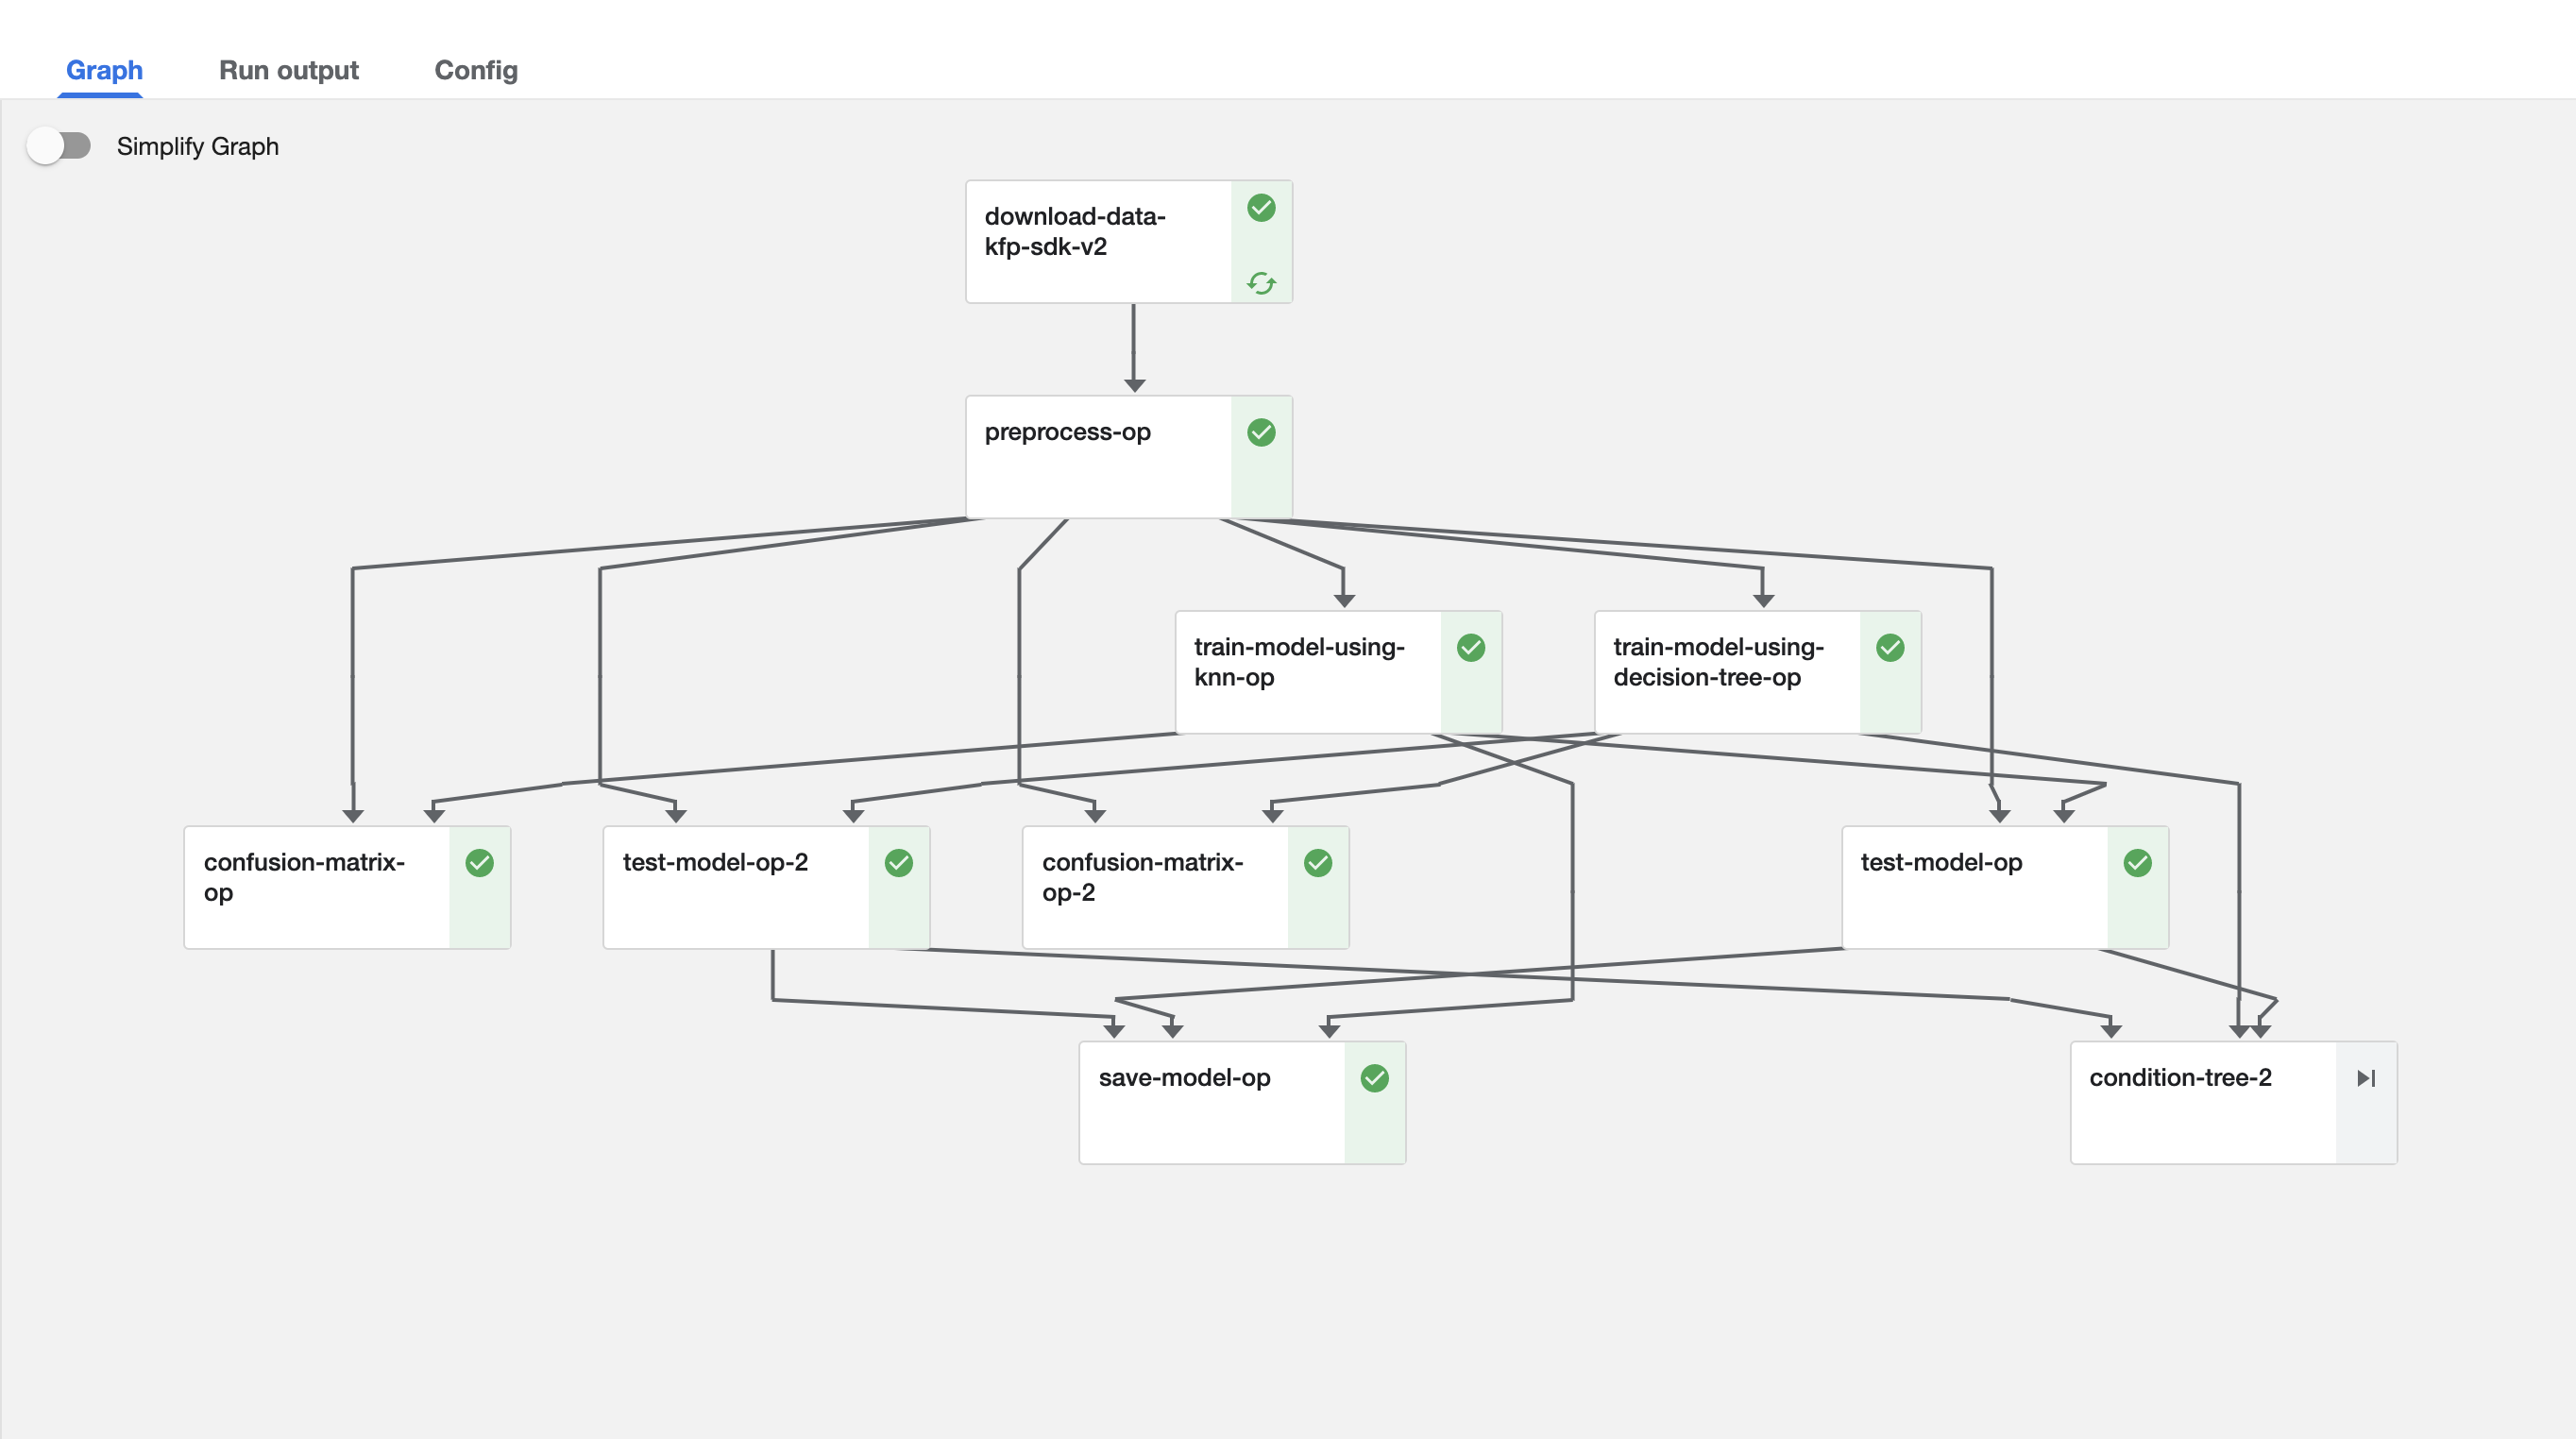 Graph
Run output
Config
Simplify Graph
download-data-
kfp-sdk-v2
preprocess-op
train-model-using-
knn-op
train-model-using-
decision-tree-op
confusion-matrix-
op
test-model-op-2
confusion-matrix-
op-2
test-model-op
save-model-op
condition-tree-2